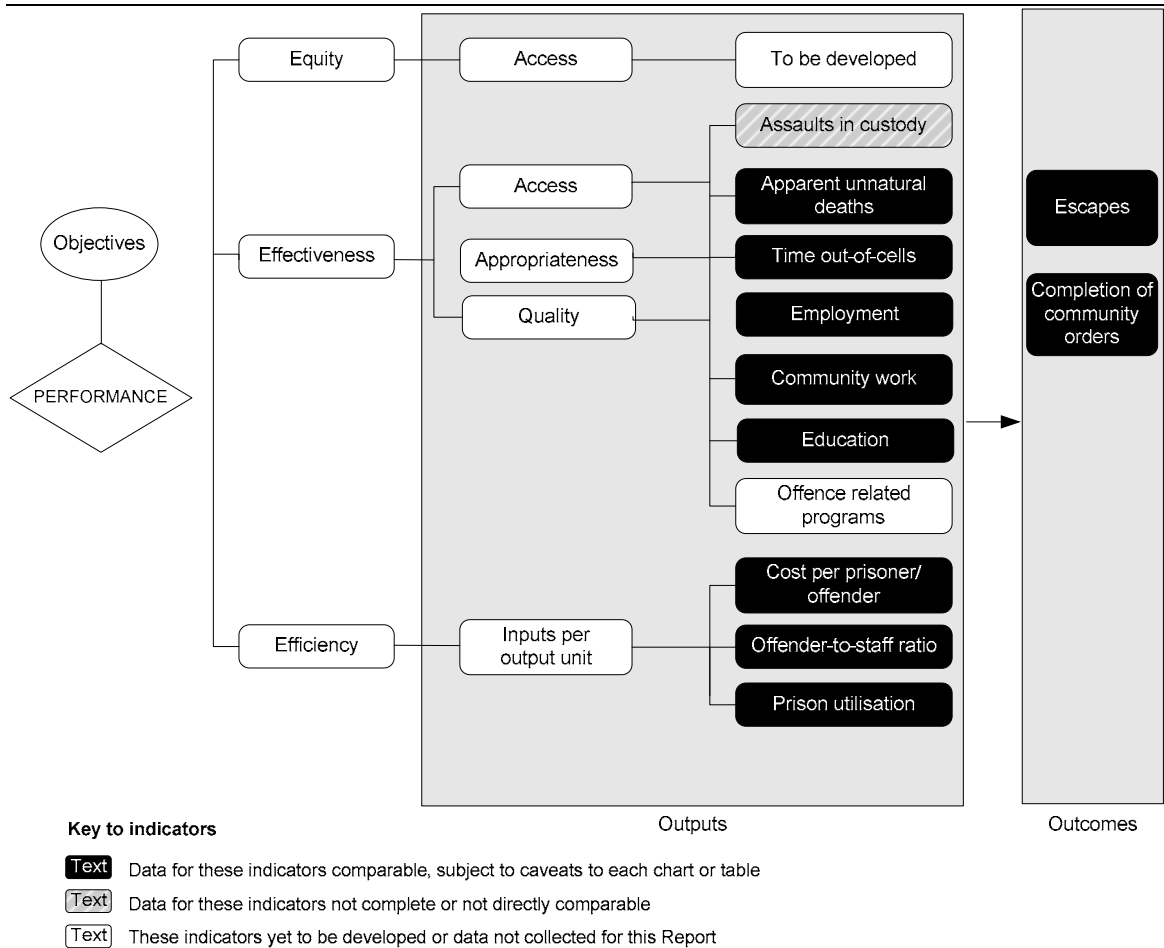 Equity
Access
To be developed
Assaults in custody
Access
Apparent unnatural
deaths
Escapes
Objectives
Effectiveness
Appropriateness
Time out-of-cells
Completion of
community
orders
Quality
Employment
Community work
PERFORMANCE
Education
Offence related
programs
Cost per prisoner/
offender
Efficiency
Inputs per
output unit
Offender-to-staff ratio
Prison utilisation
Outputs
Outcomes
Key to indicators
Text Data for these indicators comparable, subject to caveats to each chart or table
Text Data for these indicators not complete or not directly comparable
Text These indicators yet to be developed or data not collected for this Report